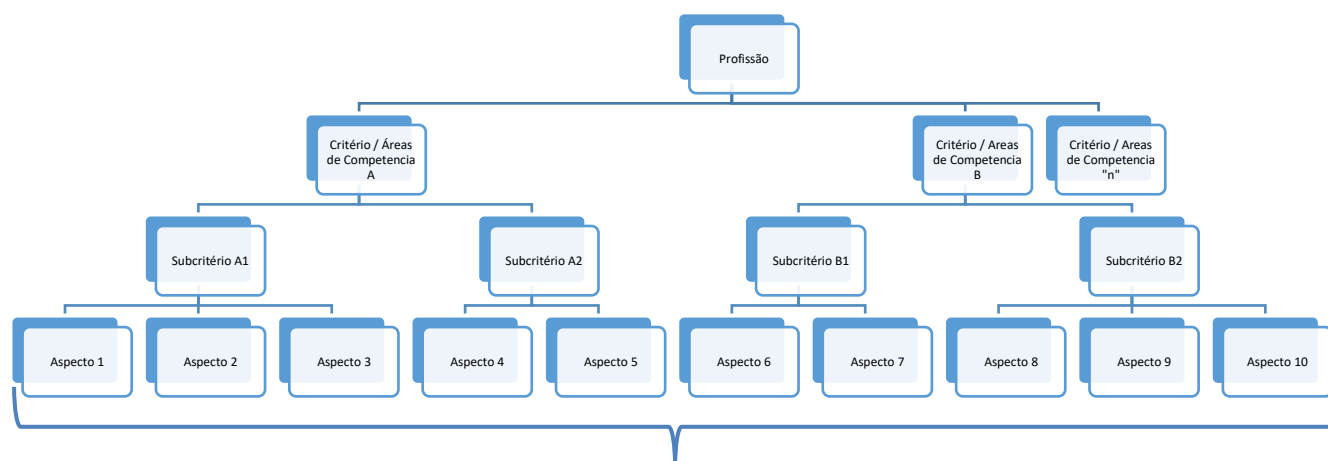 Profissão
Critério / Áreas
de Competencia
A
Critério / Areas
de Competencia
B
Critério / Areas
de Competencia
"n"
Subcritério A1
Subcritério A2
Subcritério B1
Subcritério B2
Aspecto 1
Aspecto 2
Aspecto 3
Aspecto 4
Aspecto 5
Aspecto 6
Aspecto 7
Aspecto 8
Aspecto 9
Aspecto 10